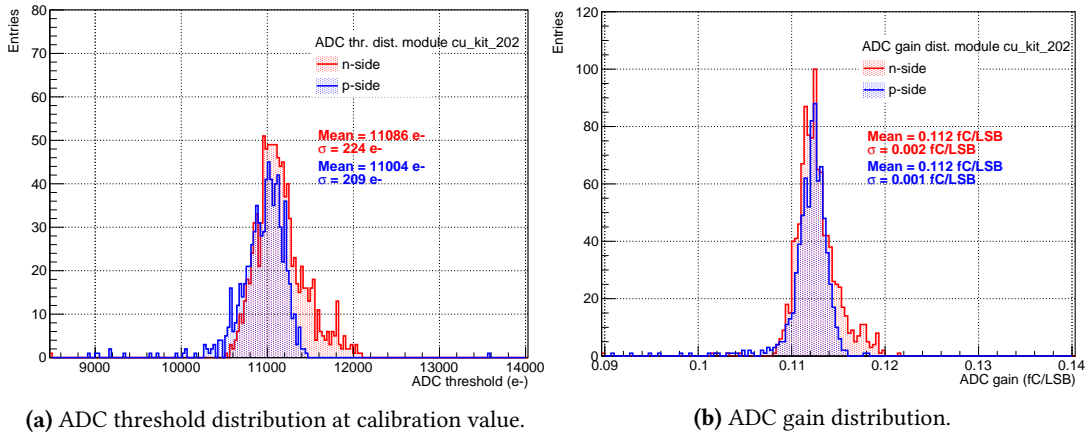 Entries
80
70
60
50
40
30
20
10
0
ADC thr. dist. module cu_kit_202
n-side
p-side
Mean = 11086 e-
σ = 224 e-
Mean = 11004 e-
σ = 209 e-
9000 10000 11000 12000 13000 14000
ADC threshold (e-)
(a) ADC threshold distribution at calibration value.
Entries
120
100
80
60
40
20
0
ADC gain dist. module cu_kit_202
n-side
p-side
Mean = 0.112 fC/LSB
σ = 0.002 fC/LSB
Mean = 0.112 fC/LSB
σ = 0.001 fC/LSB
0.09 0.1 0.11 0.12 0.13 0.14
ADC gain (fC/LSB)
(b) ADC gain distribution.